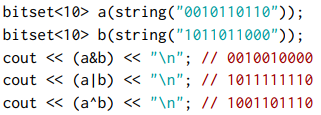 bitset<10> a(string("0010110110"));
bitset<10> b(string("1011011000"));
cout << (a&b) << "\n"; // 0010010000
cout << (a|b) << "\n"; // 1011111110
cout << (a^b) << "\n"; // 1001101110